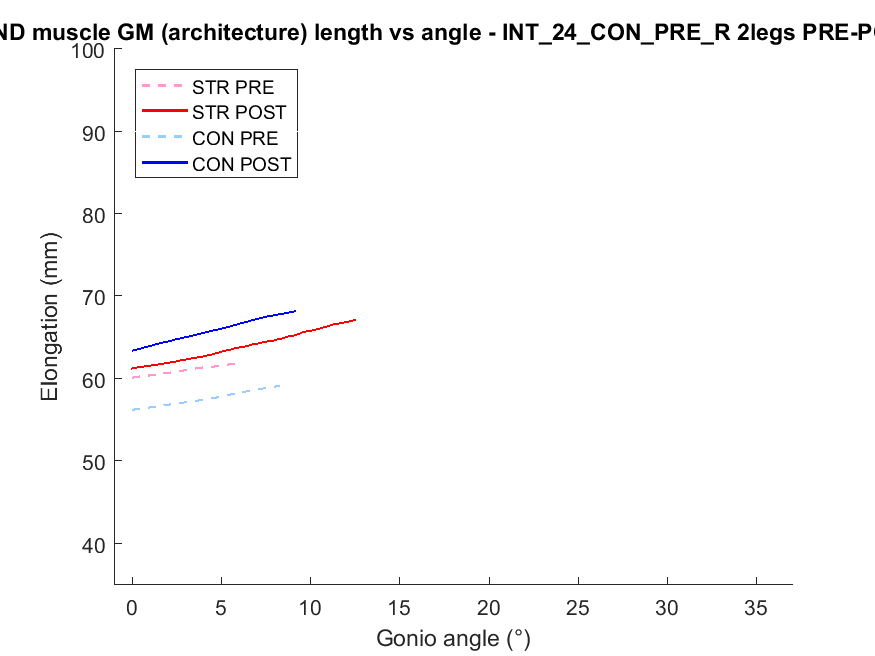 ND muscle GM (architecture) length vs angle - INT_24_CON_PRE_R 2legs PRE-PO
100
90
80
70
60
50
40
Elongation (mm)
STR PRE
STR POST
CON PRE
CON POST
0 5 10 15 20 25 30 35
Gonio angle (°)